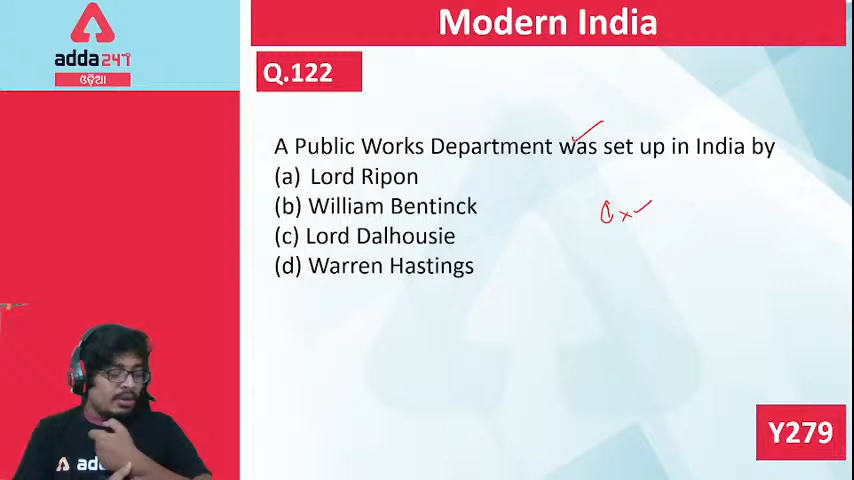 Modern India
adda247
ଓଡ଼ିଆ
Q.122
A Public Works Department was set up in India by
(a) Lord Ripon
(b) William Bentinck
(c) Lord Dalhousie
(d) Warren Hastings
Y279